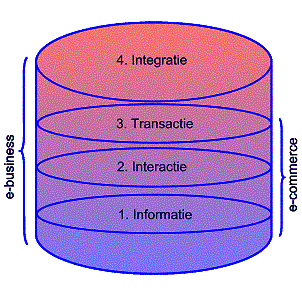 4. Integratie
3. Transactie
2. Interactie
1. Informatie
e-business
e-commerce